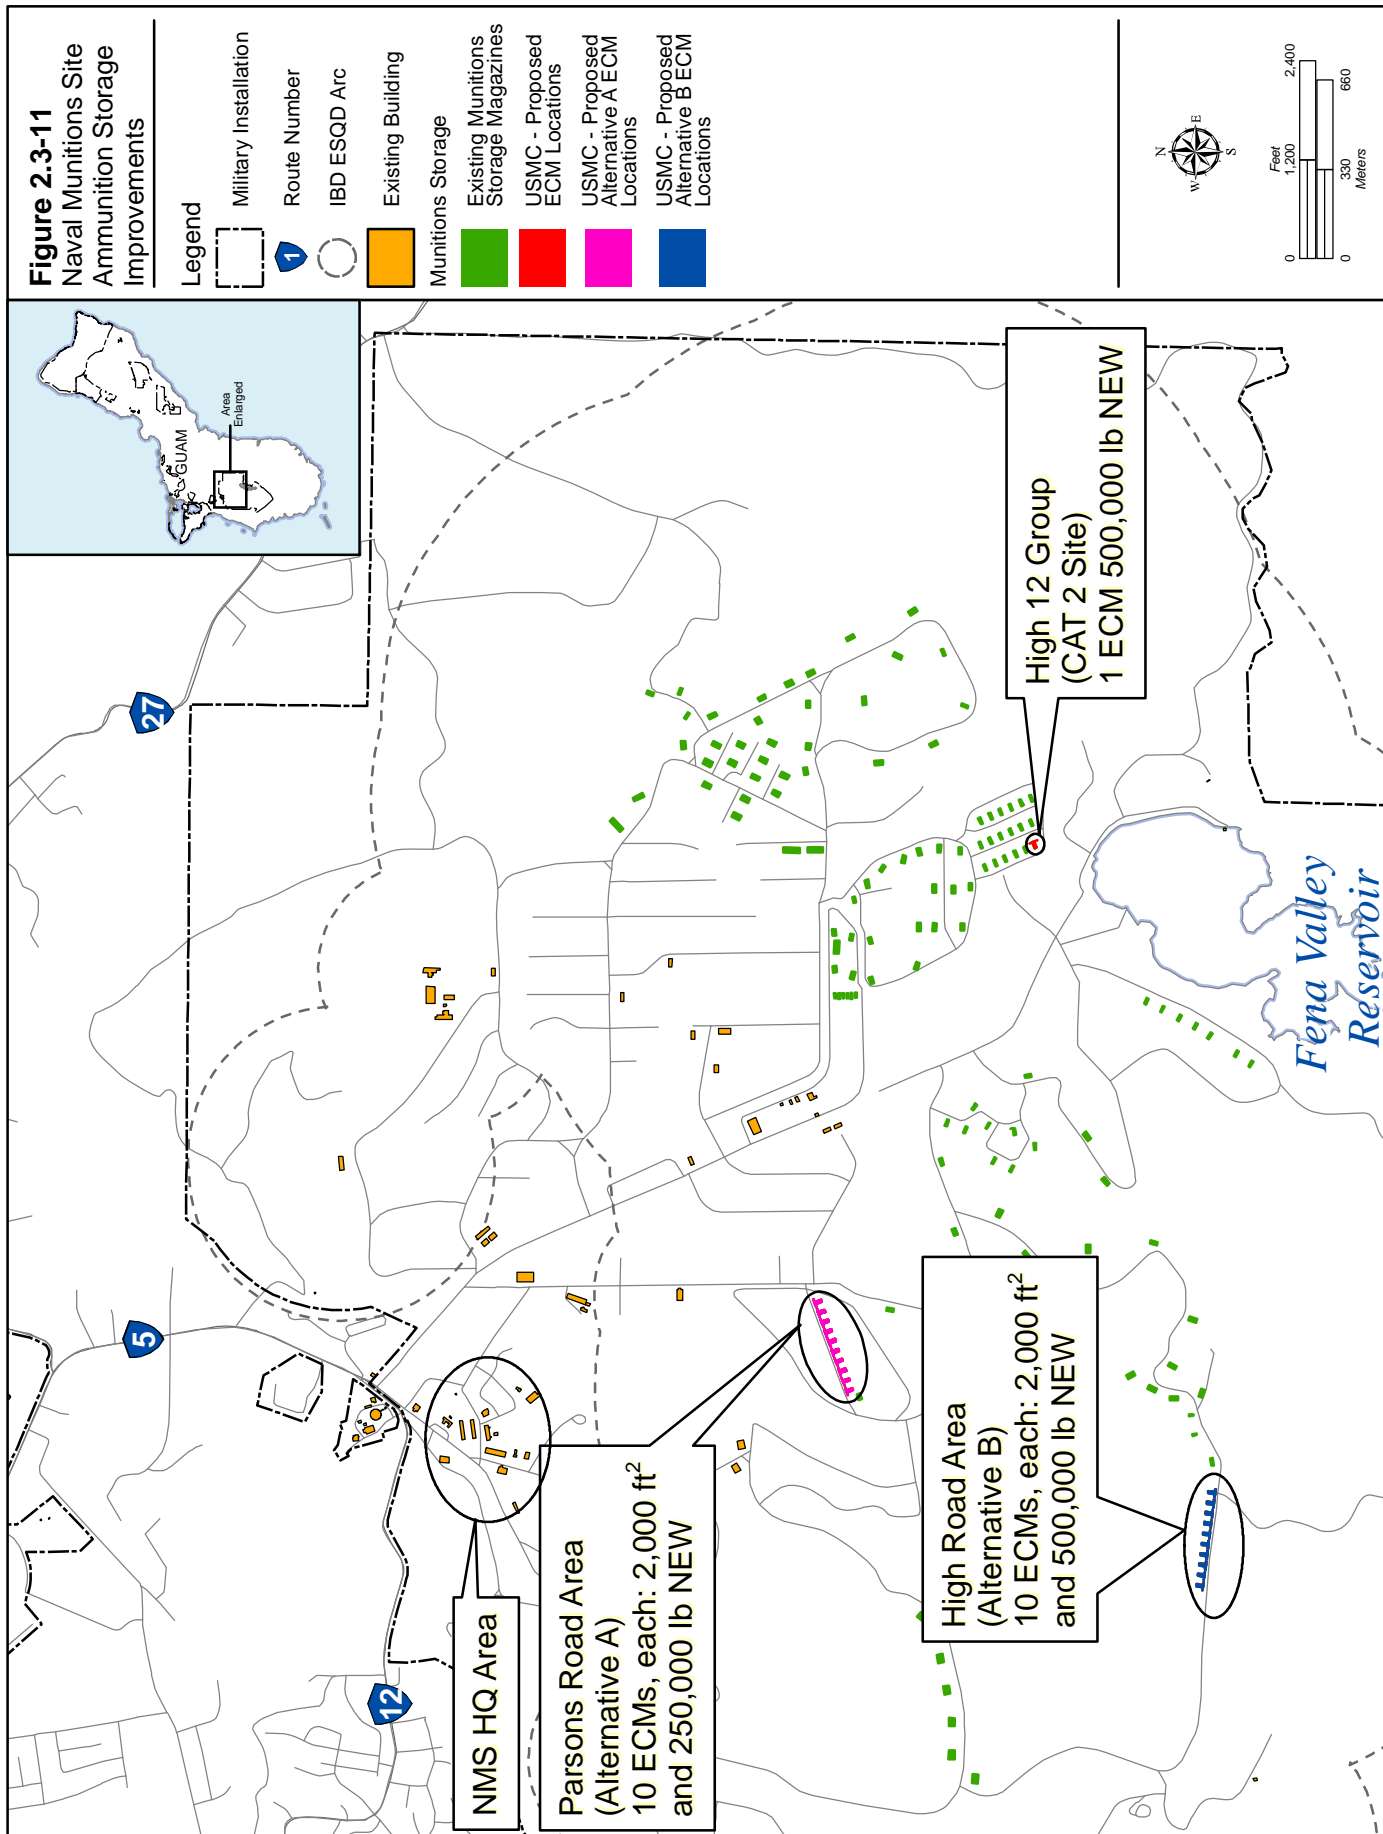 Figure 2.3-11
Naval Munitions Site
Ammunition Storage
Improvements
Legend
Military Installation
1
Route Number
IBD ESQD Arc
Existing Building
Munitions Storage
Existing Munitions
Storage Magazines
USMC - Proposed
ECM Locations
USMC - Proposed
Alternative A ECM
Locations
USMC - Proposed
Alternative B ECM
Locations
N
W
E
S
Feet
0
1,200
2,400
0
330
660
Meters
GUAM
Area
Enlarged
27
5
12
NMS HQ Area
Parsons Road Area
(Alternative A)
10 ECMs, each: 2,000 ft²
and 250,000 lb NEW
High Road Area
(Alternative B)
10 ECMs, each: 2,000 ft²
and 500,000 lb NEW
High 12 Group
(CAT 2 Site)
1 ECM 500,000 lb NEW
Fena Valley
Reservoir